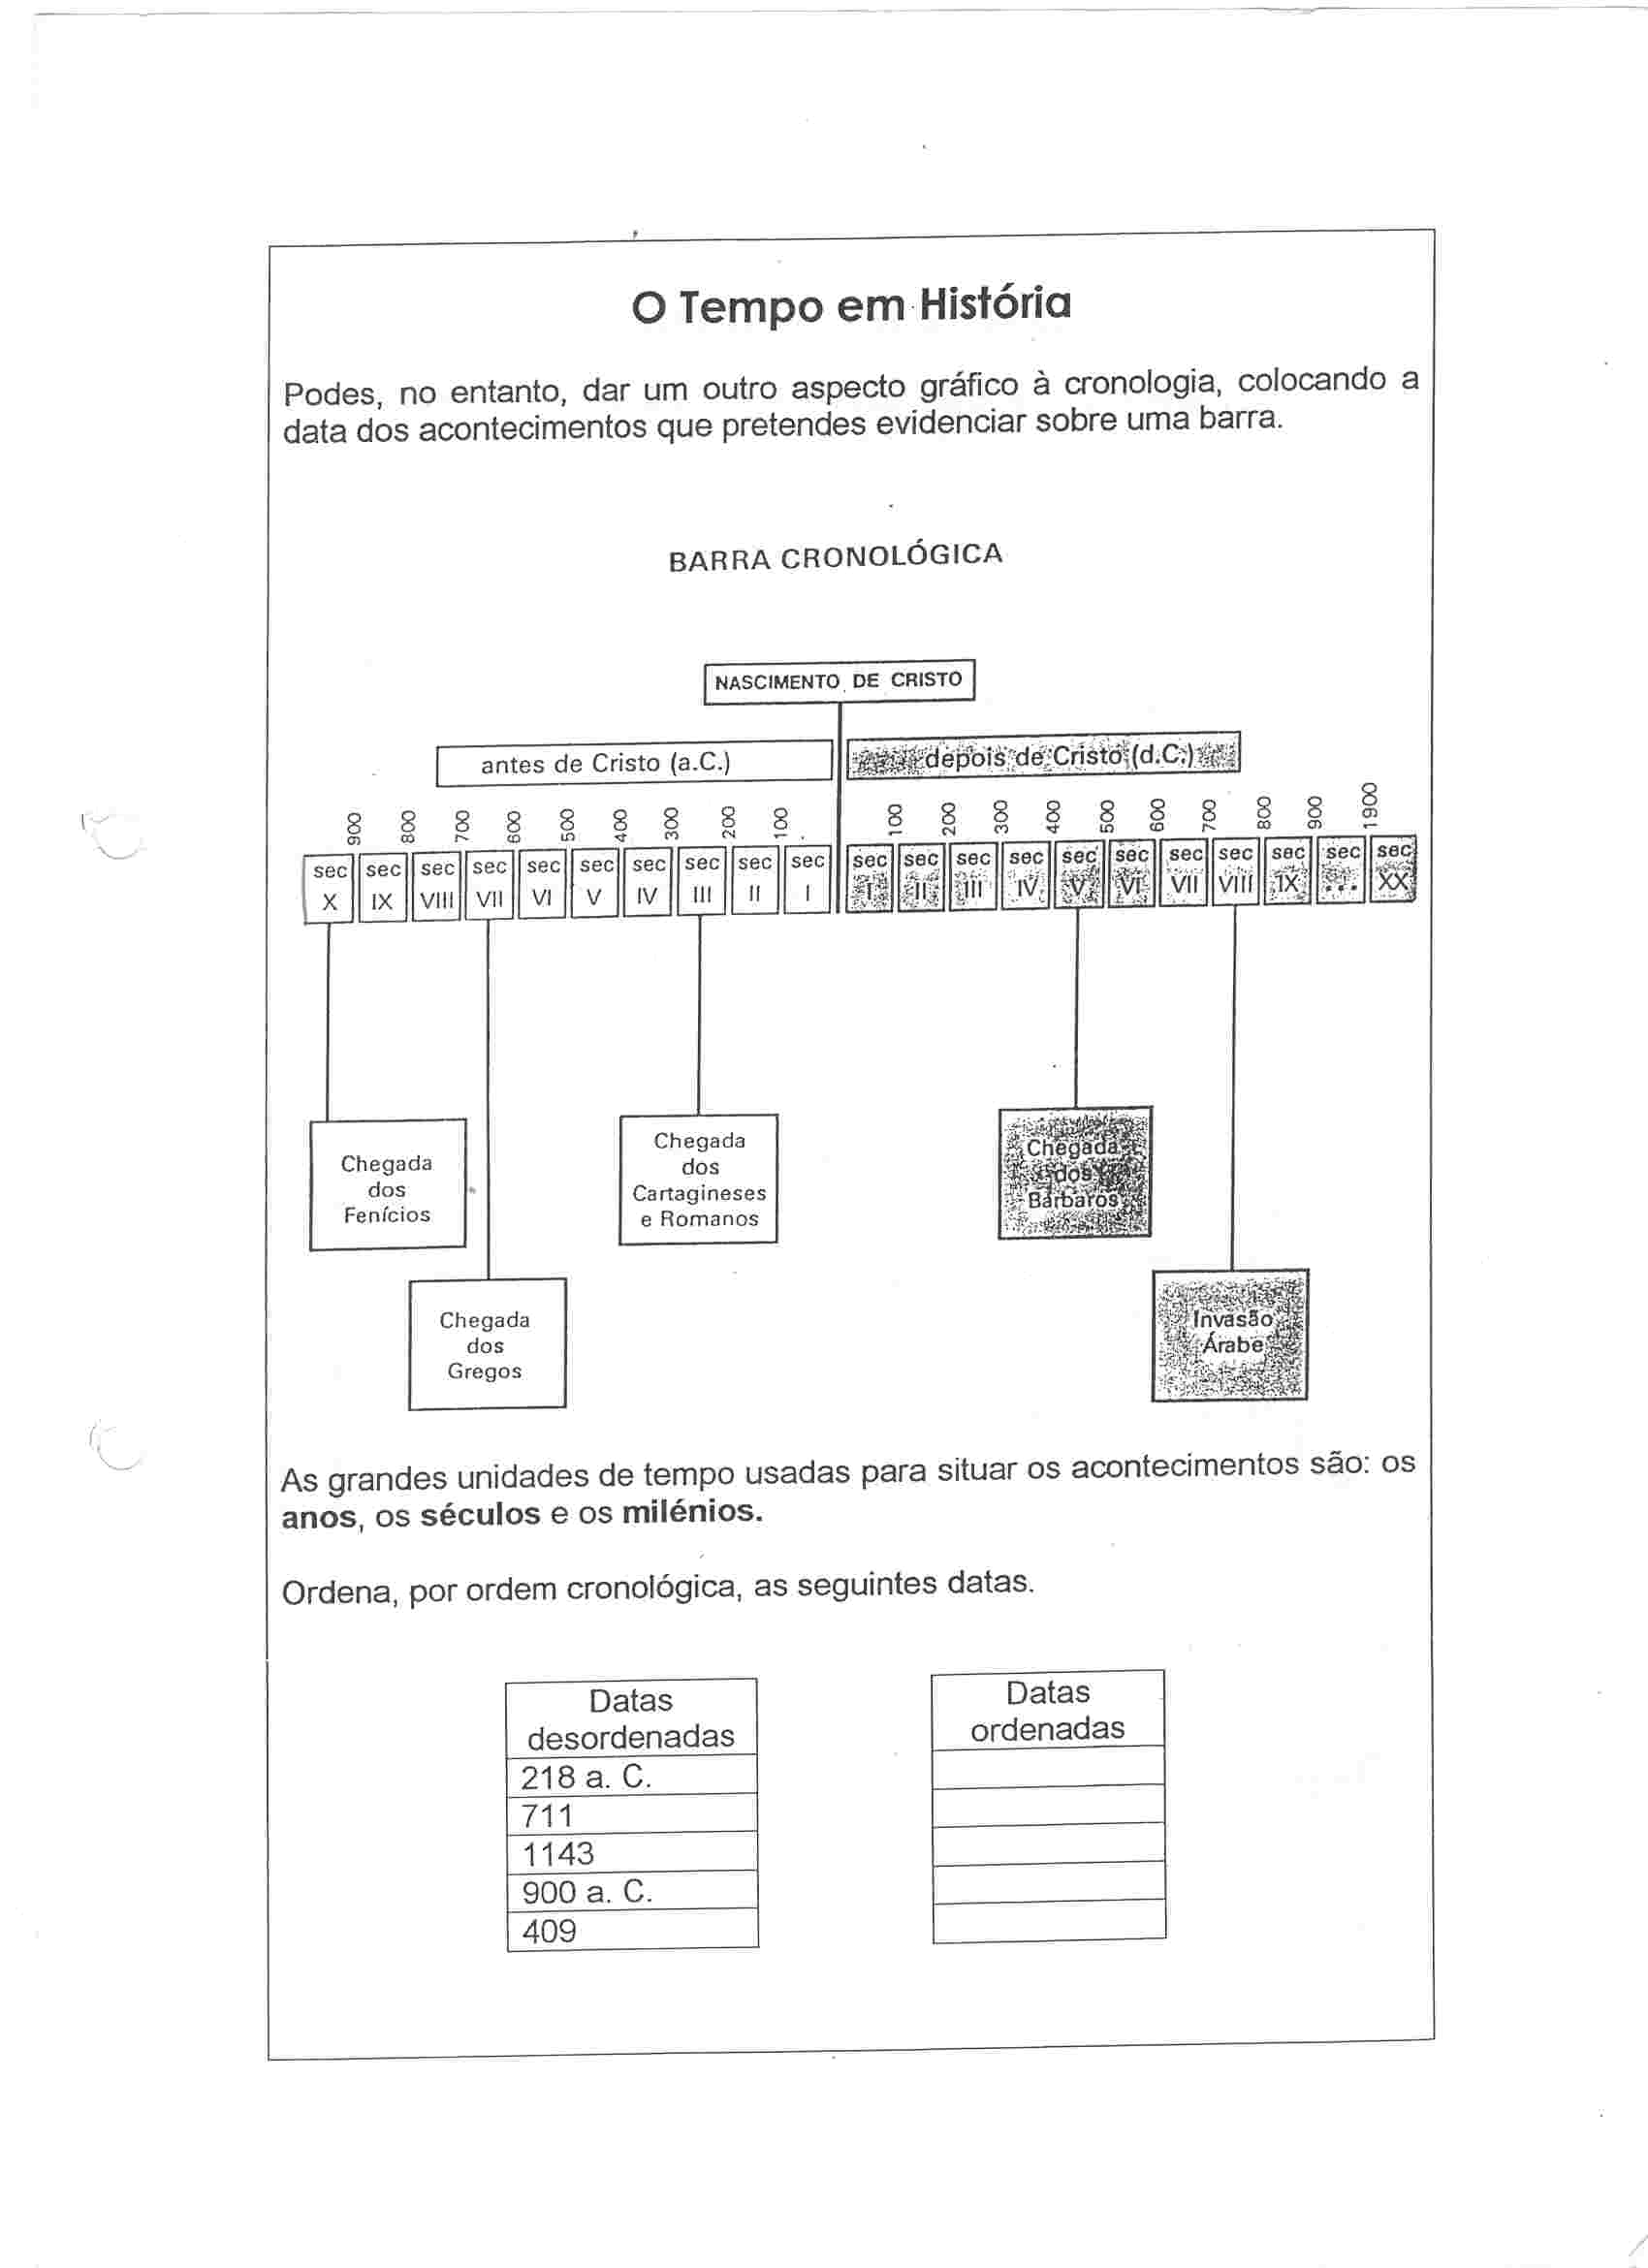 O Tempo em História
Podes, no entanto, dar um outro aspecto gráfico à cronologia, colocando a
data dos acontecimentos que pretendes evidenciar sobre uma barra.
BARRA CRONOLÓGICA
NASCIMENTO DE CRISTO
antes de Cristo (a.C.)
depois de Cristo (d.C.)
900 800 700 600 500 400 300 200 100 100 200 300 400 500 600 700 800 900 1900
sec sec sec sec sec sec sec sec sec sec sec sec sec sec sec sec sec sec sec sec sec
X IX VIII VII VI V IV III II I I II III IV V VI VII VIII IX ... XX
Chegada
dos
Fenícios
Chegada
dos
Cartagineses
e Romanos
Chegada
dos
Bárbaros
Chegada
dos
Gregos
Invasão
Árabe
As grandes unidades de tempo usadas para situar os acontecimentos são: os
anos, os séculos e os milénios.
Ordena, por ordem cronológica, as seguintes datas.
Datas
desordenadas
218 a. C.
711
1143
900 a. C.
409
Datas
ordenadas